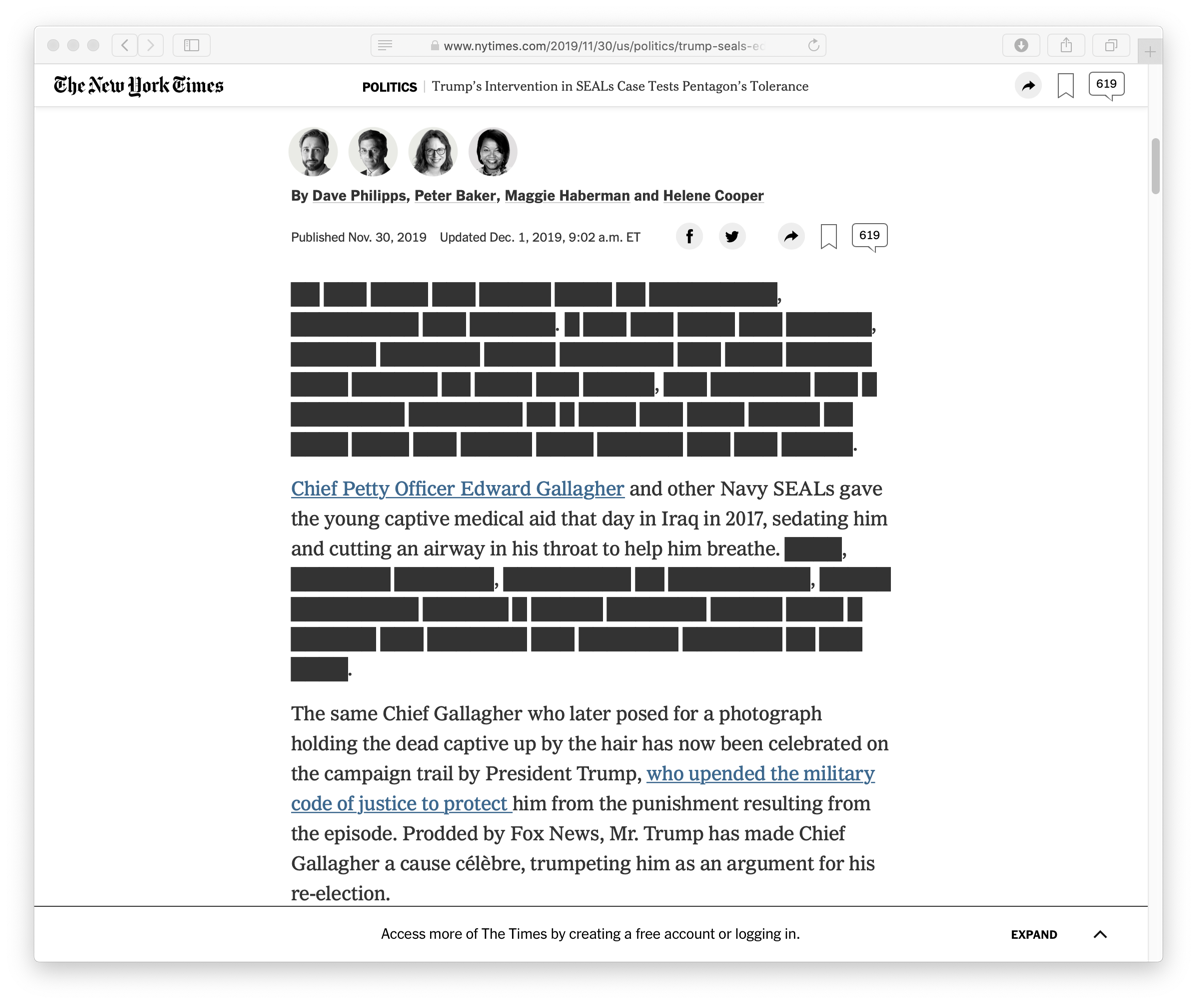 www.nytimes.com/2019/11/30/us/politics/trump-seals-e
The New York Times
POLITICS Trump's Intervention in SEALs Case Tests Pentagon's Tolerance
619
By Dave Philipps, Peter Baker, Maggie Haberman and Helene Cooper
Published Nov. 30, 2019 Updated Dec. 1, 2019, 9:02 a.m. ET
619
Chief Petty Officer Edward Gallagher and other Navy SEALs gave
the young captive medical aid that day in Iraq in 2017, sedating him
and cutting an airway in his throat to help him breathe.
The same Chief Gallagher who later posed for a photograph
holding the dead captive up by the hair has now been celebrated on
the campaign trail by President Trump, who upended the military
code of justice to protect him from the punishment resulting from
the episode. Prodded by Fox News, Mr. Trump has made Chief
Gallagher a cause célèbre, trumpeting him as an argument for his
re-election.
Access more of The Times by creating a free account or logging in.
EXPAND